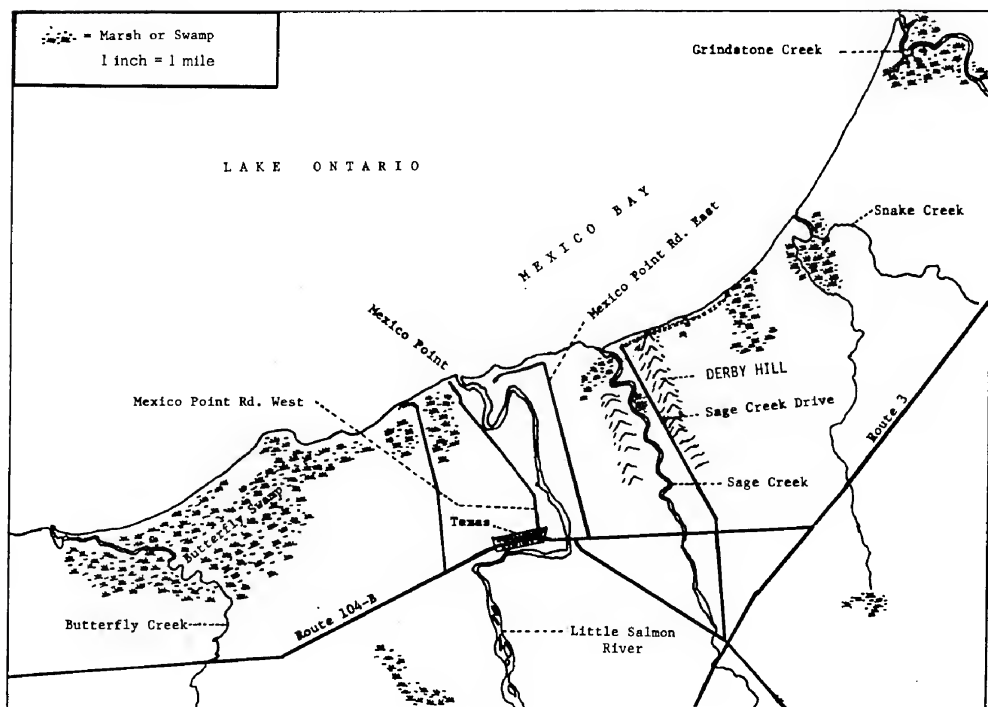 = Marsh or Swamp
1 inch = 1 mile
Grindstone Creek
LAKE ONTARIO
MEXICO BAY
Snake Creek
Mexico Point Rd. East
Mexico Point
DERBY HILL
Mexico Point Rd. West
Sage Creek Drive
Route 3
Sage Creek
Texas
Butterfly Swamp
Route 104-B
Butterfly Creek
Little Salmon
River